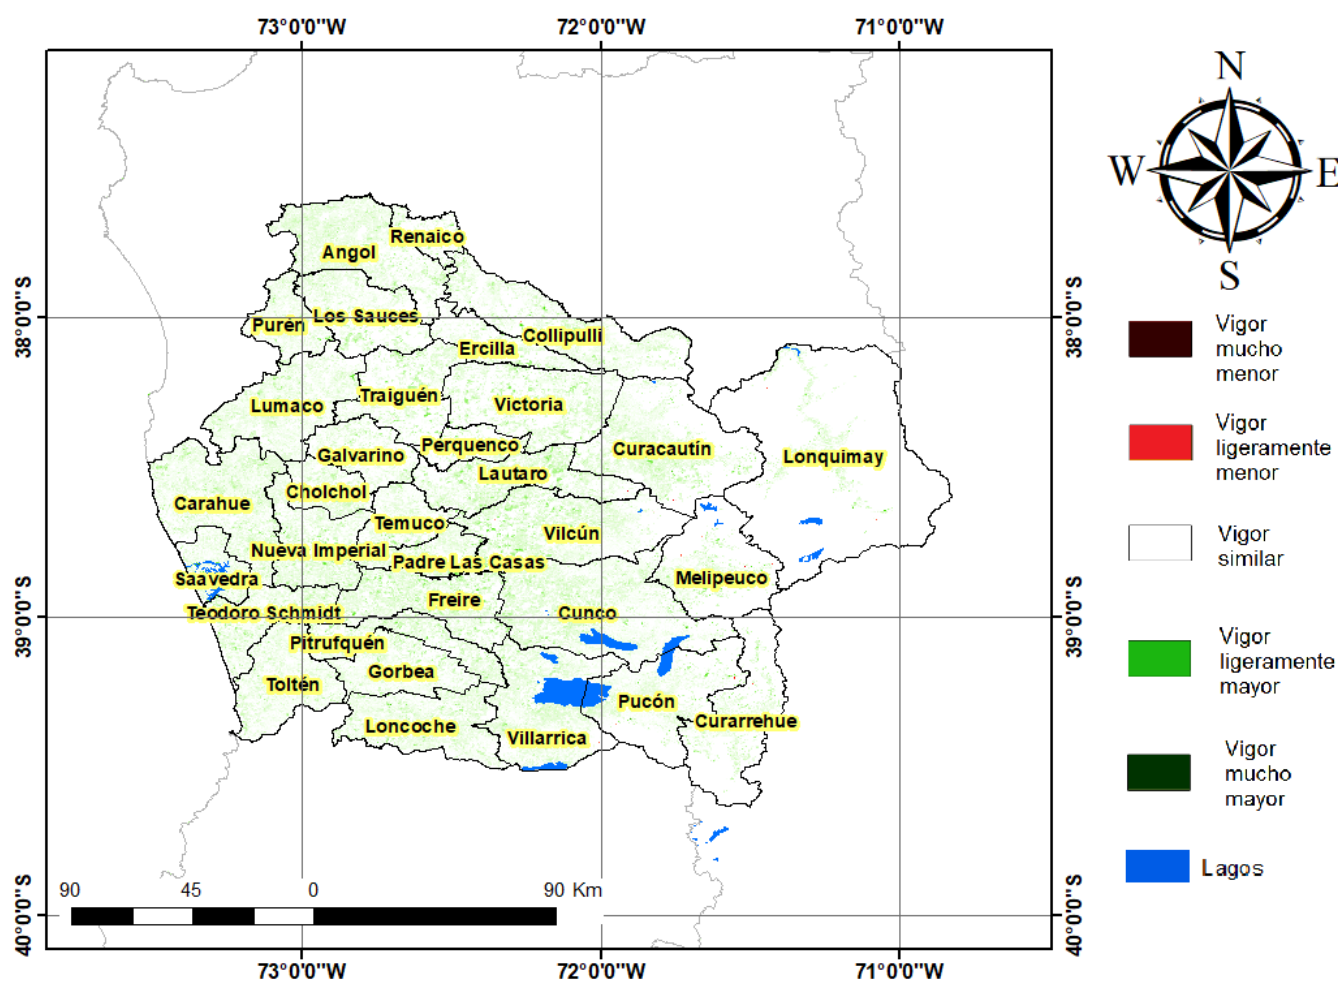 73°0'0"W 72°0'0"W 71°0'0"W
N
W E
S
38°0'0"S
39°0'0"S
40°0'0"S
38°0'0"S
39°0'0"S
40°0'0"S
Renaico
Angol
Los Sauces
Purén
Collipulli
Ercilla
Traiguén
Lumaco
Victoria
Perquenco
Curacautín
Galvarino
Lonquimay
Lautaro
Cholchol
Carahue
Temuco
Vilcún
Nueva Imperial
Padre Las Casas
Saavedra
Melipeuco
Freire
Teodoro Schmidt
Cunco
Pitrufquén
Gorbea
Toltén
Pucón
Curarrehue
Loncoche
Villarrica
Vigor
mucho
menor
Vigor
ligeramente
menor
Vigor
similar
Vigor
ligeramente
mayor
Vigor
mucho
mayor
Lagos
90 45 0 90 Km
73°0'0"W 72°0'0"W 71°0'0"W